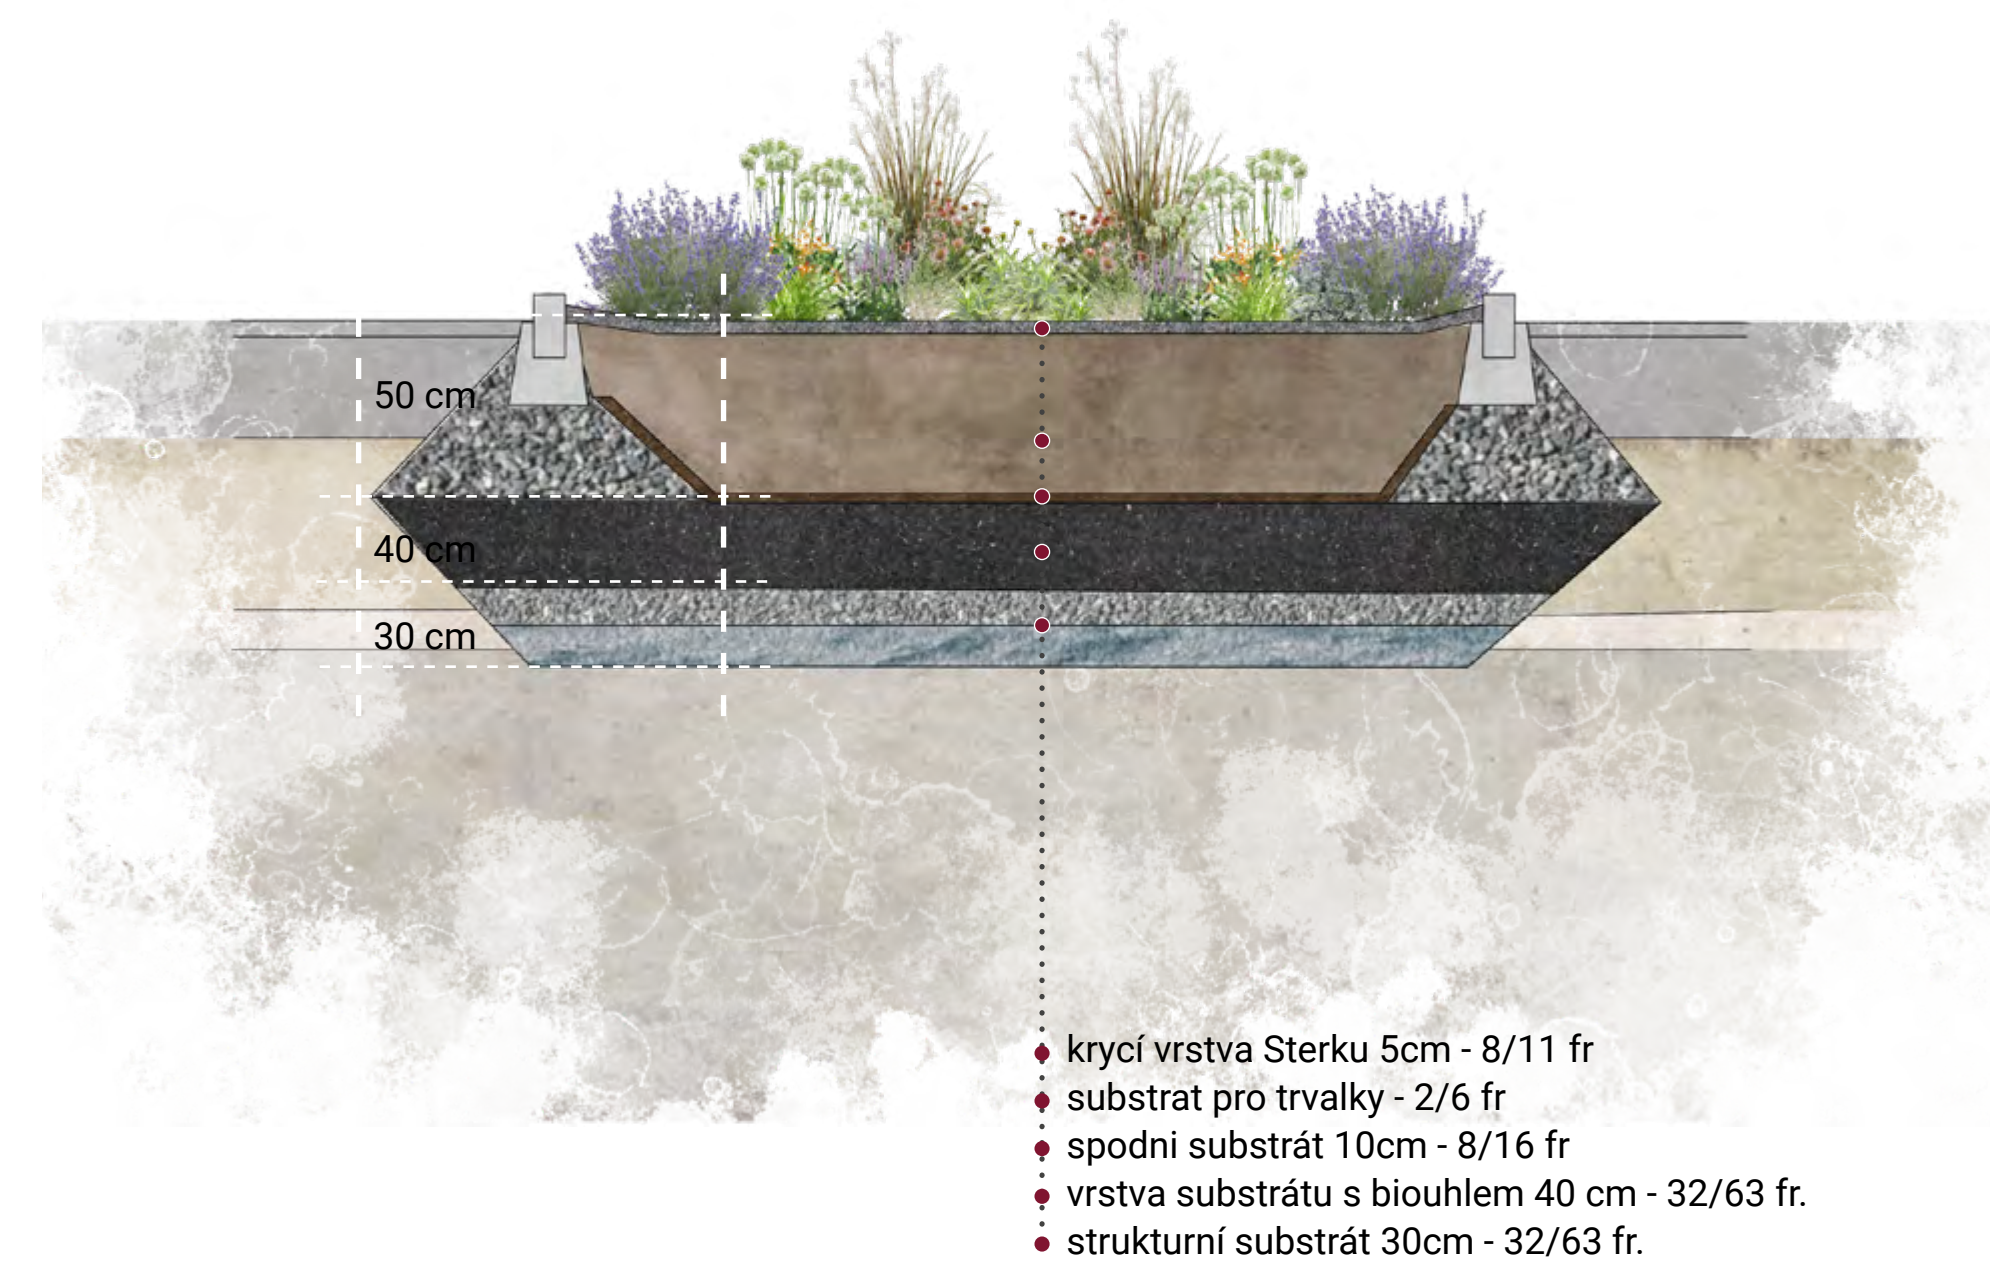 50 cm
40 cm
30 cm
krycí vrstva Sterku 5cm - 8/11 fr
substrat pro trvalky - 2/6 fr
spodni substrát 10cm - 8/16 fr
vrstva substrátu s biouhlem 40 cm - 32/63 fr.
strukturní substrát 30cm - 32/63 fr.